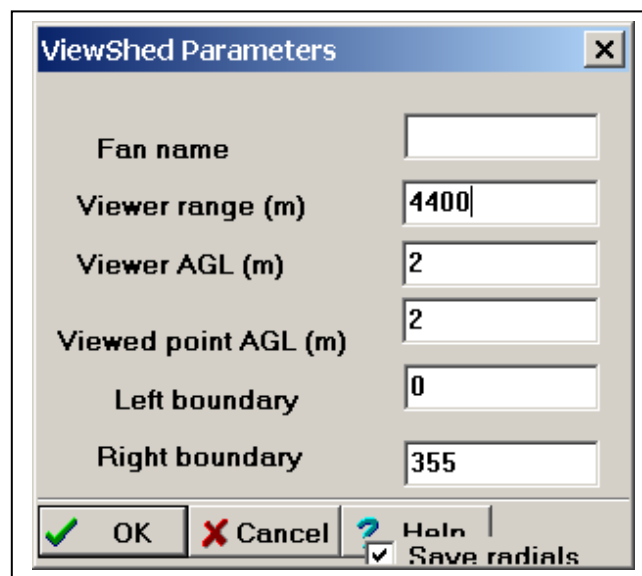 ViewShed Parameters
Fan name
Viewer range (m) 4400
Viewer AGL (m) 2
Viewed point AGL (m) 2
Left boundary 0
Right boundary 355
OK Cancel Help
Save radials